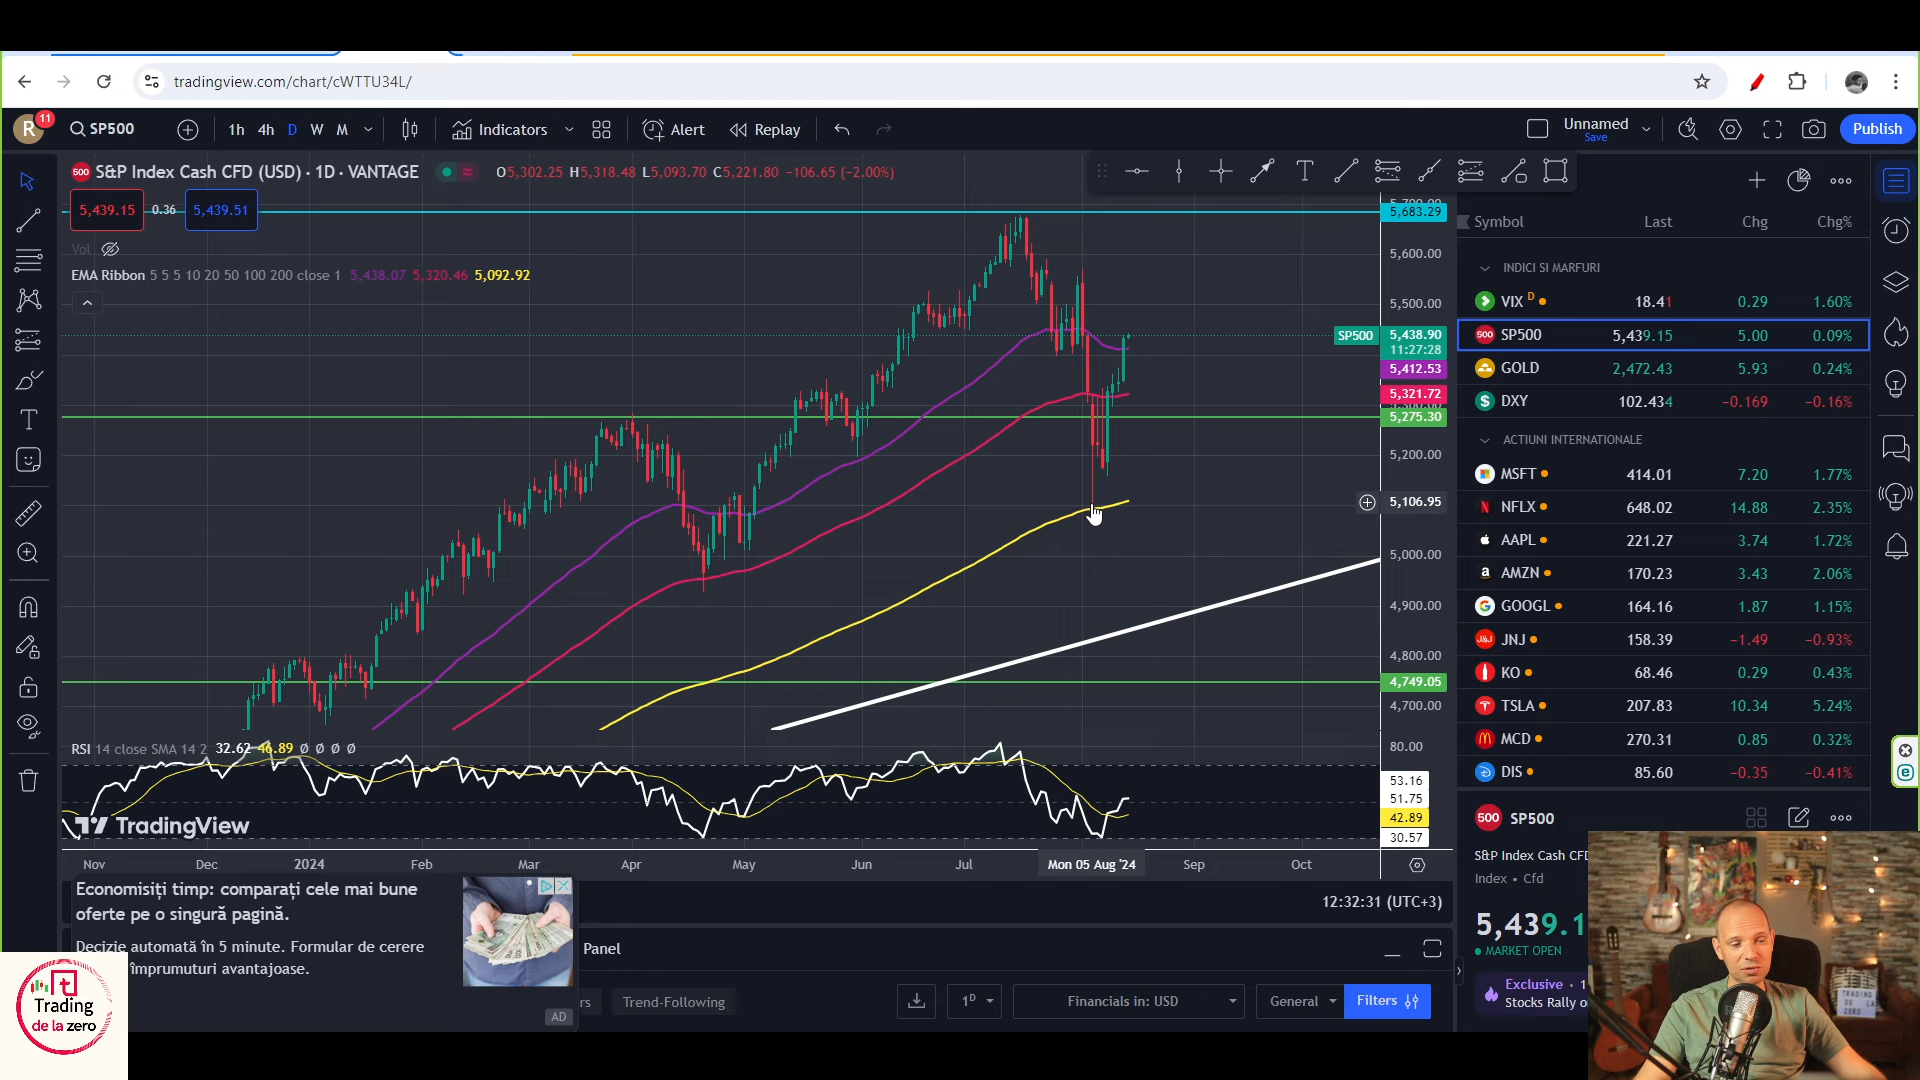 tradingview.com/chart/cWTTU34L/
R 11 SP500 1h 4h D W M Indicators Alert Replay Unnamed Save Publish
S&P Index Cash CFD (USD) · 1D · VANTAGE O5,302.25 H5,318.48 L5,093.70 C5,221.80 −106.65 (−2.00%)
5,439.15 0.36 5,439.51
Vol
EMA Ribbon 5 5 5 10 20 50 100 200 close 1 5,438.07 5,320.46 5,092.92
5,700.00
5,683.29
5,600.00
5,500.00
SP500 5,438.90
11:27:28
5,412.53
5,321.72
5,275.30
5,200.00
5,106.95
5,000.00
4,900.00
4,800.00
4,749.05
4,700.00
RSI 14 close SMA 14 2 32.62 46.89 Ø Ø Ø Ø
80.00
53.16
51.75
42.89
30.57
TradingView
Nov Dec 2024 Feb Mar Apr May Jun Jul Mon 05 Aug '24 Sep Oct
12:32:31 (UTC+3)
Economisiți timp: comparați cele mai bune
oferte pe o singură pagină.
Decizie automată în 5 minute. Formular de cerere
împrumuturi avantajoase.
AD
Panel
rs Trend-Following 1D Financials in: USD General Filters
Symbol Last Chg Chg%
INDICI SI MARFURI
VIX D 18.41 0.29 1.60%
SP500 5,439.15 5.00 0.09%
GOLD 2,472.43 5.93 0.24%
DXY 102.434 −0.169 −0.16%
ACTIUNI INTERNATIONALE
MSFT 414.01 7.20 1.77%
NFLX 648.02 14.88 2.35%
AAPL 221.27 3.74 1.72%
AMZN 170.23 3.43 2.06%
GOOGL 164.16 1.87 1.15%
JNJ 158.39 −1.49 −0.93%
KO 68.46 0.29 0.43%
TSLA 207.83 10.34 5.24%
MCD 270.31 0.85 0.32%
DIS 85.60 −0.35 −0.41%
500 SP500
S&P Index Cash CFD
Index • Cfd
5,439.1
MARKET OPEN
Exclusive · 1
Stocks Rally o
Trading
de la zero
TRADING
DE LA
ZERO